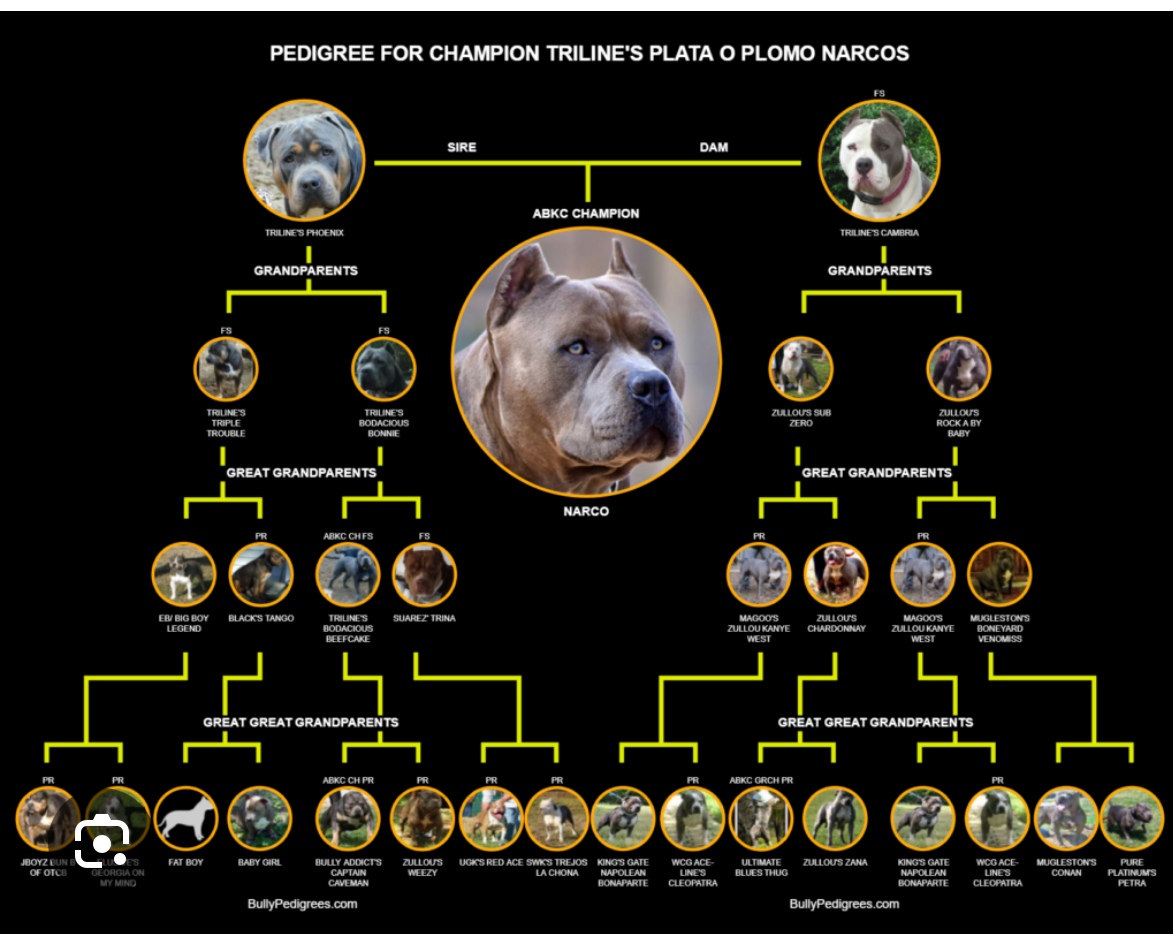 PEDIGREE FOR CHAMPION TRILINE'S PLATA O PLOMO NARCOS
FS
SIRE
DAM
ABKC CHAMPION
TRILINE'S PHOENIX
TRILINE'S CAMBRIA
GRANDPARENTS
GRANDPARENTS
FS
FS
TRILINE'S
TRIPLE
TROUBLE
TRILINE'S
BODACIOUS
BONNIE
ZULLOU'S SUB
ZERO
ZULLOU'S
ROCK A BY
BABY
GREAT GRANDPARENTS
GREAT GRANDPARENTS
NARCO
PR
ABKC CH FS
FS
PR
PR
EB/ BIG BOY
LEGEND
BLACK'S TANGO
TRILINE'S
BODACIOUS
BEEFCAKE
SUAREZ' TRINA
MAGOO'S
ZULLOU KANYE
WEST
ZULLOU'S
CHARDONNAY
MAGOO'S
ZULLOU KANYE
WEST
MUGLESTON'S
BONEYARD
VENOMISS
GREAT GREAT GRANDPARENTS
GREAT GREAT GRANDPARENTS
PR
PR
ABKC CH PR
PR
PR
PR
PR
ABKC GRCH PR
PR
JBOYZ
OF OTCB
GEORGIA ON
MY MIND
FAT BOY
BABY GIRL
BULLY ADDICT'S
CAPTAIN
CAVEMAN
ZULLOU'S
WEEZY
UGK'S RED ACE
SWK'S TREJOS
LA CHONA
KING'S GATE
NAPOLEAN
BONAPARTE
WCG ACE-
LINE'S
CLEOPATRA
ULTIMATE
BLUES THUG
ZULLOU'S ZANA
KING'S GATE
NAPOLEAN
BONAPARTE
WCG ACE-
LINE'S
CLEOPATRA
MUGLESTON'S
CONAN
PURE
PLATINUM'S
PETRA
BullyPedigrees.com
BullyPedigrees.com